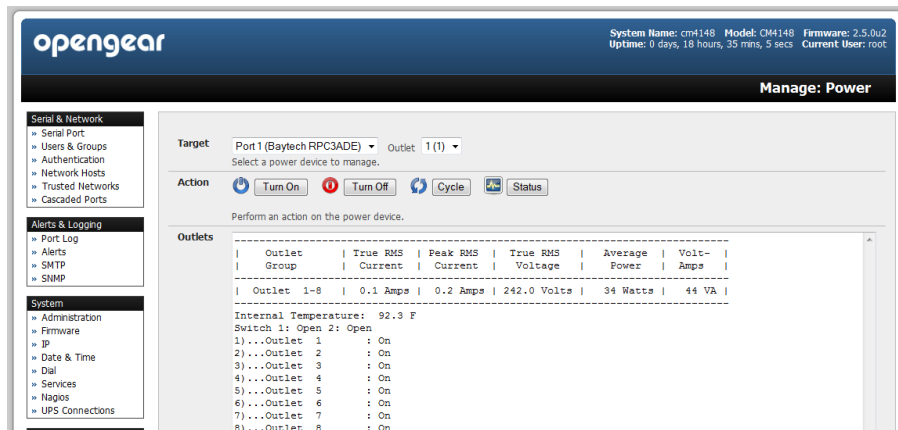 opengear
System Name: cm4148 Model: CM4148 Firmware: 2.5.0u2
Uptime: 0 days, 18 hours, 35 mins, 5 secs Current User: root
Manage: Power
Serial & Network
» Serial Port
» Users & Groups
» Authentication
» Network Hosts
» Trusted Networks
» Cascaded Ports
Alerts & Logging
» Port Log
» Alerts
» SMTP
» SNMP
System
» Administration
» Firmware
» IP
» Date & Time
» Dial
» Services
» Nagios
» UPS Connections
Target Port 1 (Baytech RPC3ADE) Outlet 1 (1)
Select a power device to manage.
Action Turn On Turn Off Cycle Status
Perform an action on the power device.
Outlets
| Outlet | True RMS | Peak RMS | True RMS | Average | Volt- |
| Group | Current | Current | Voltage | Power | Amps |
| Outlet 1-8 | 0.1 Amps | 0.2 Amps | 242.0 Volts | 34 Watts | 44 VA |
Internal Temperature: 92.3 F
Switch 1: Open 2: Open
1)...Outlet 1 : On
2)...Outlet 2 : On
3)...Outlet 3 : On
4)...Outlet 4 : On
5)...Outlet 5 : On
6)...Outlet 6 : On
7)...Outlet 7 : On
8)...Outlet 8 : On